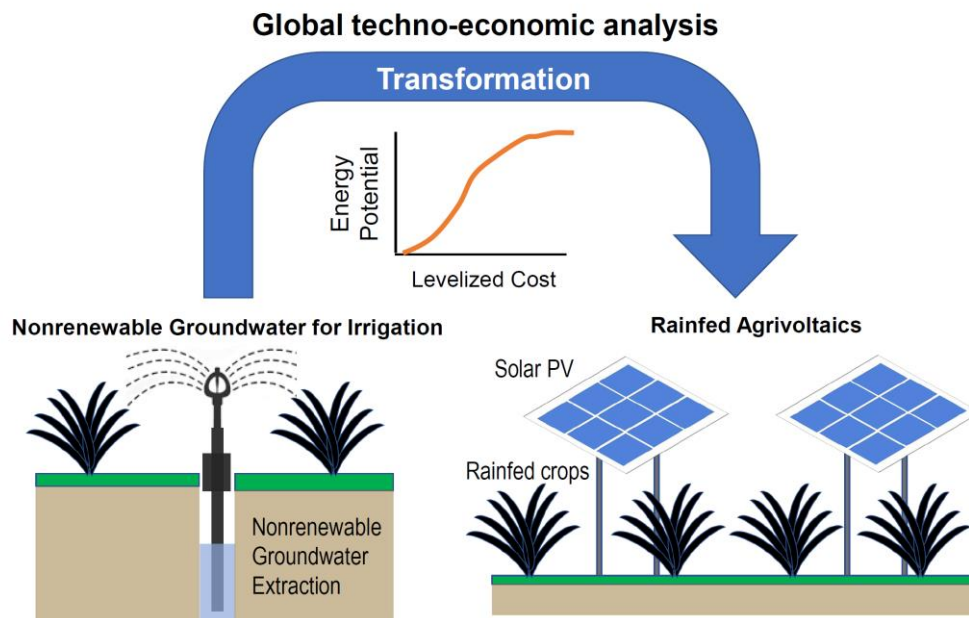 Global techno-economic analysis
Transformation
Energy
Potential
Levelized Cost
Nonrenewable Groundwater for Irrigation
Rainfed Agrivoltaics
Solar PV
Rainfed crops
Nonrenewable
Groundwater
Extraction